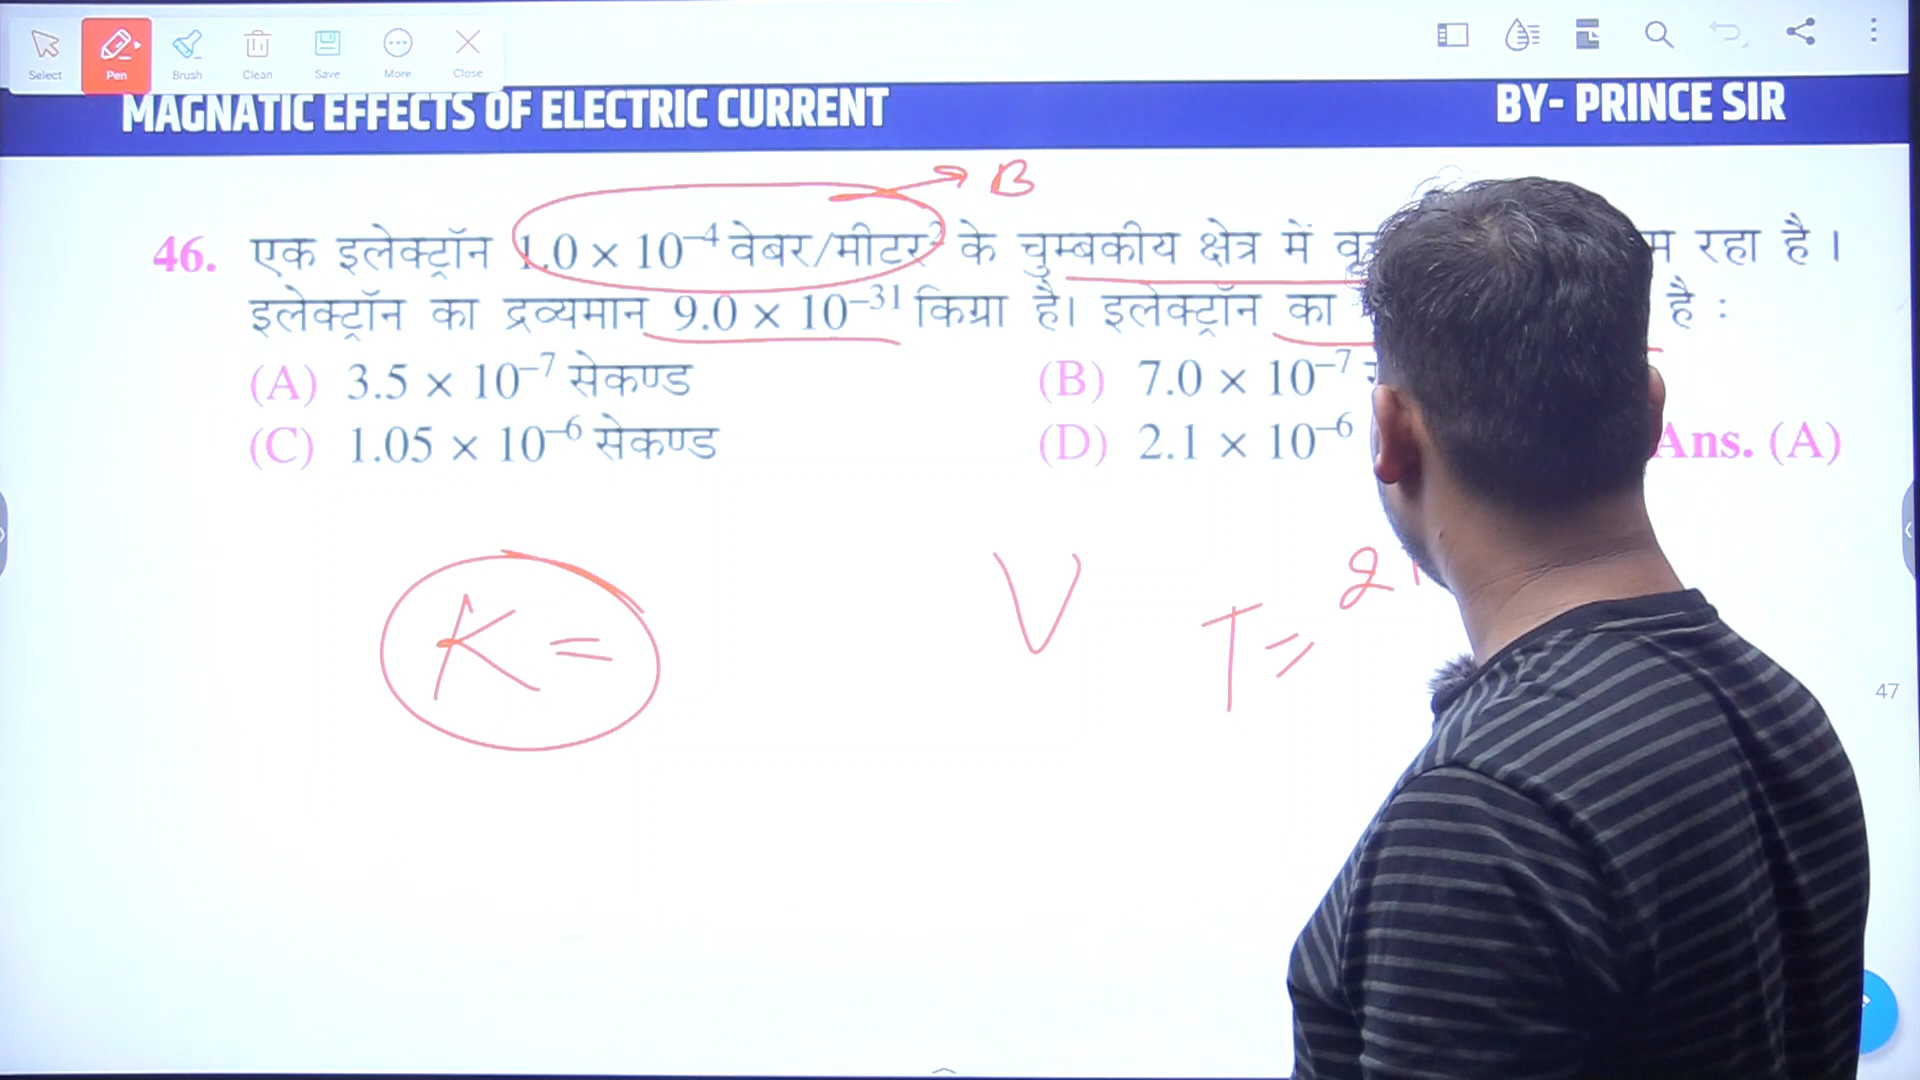 Select Pen Brush Clean Save More Close
MAGNATIC EFFECTS OF ELECTRIC CURRENT BY- PRINCE SIR
B
46. एक इलेक्ट्रॉन 1.0 × 10⁻⁴ वेबर/मीटर² के चुम्बकीय क्षेत्र में रहा है।
इलेक्ट्रॉन का द्रव्यमान 9.0 × 10⁻³¹ किग्रा है। इलेक्ट्रॉन का है :
(A) 3.5 × 10⁻⁷ सेकण्ड (B) 7.0 × 10⁻⁷
(C) 1.05 × 10⁻⁶ सेकण्ड (D) 2.1 × 10⁻⁶ Ans. (A)
K = V T = 2
47